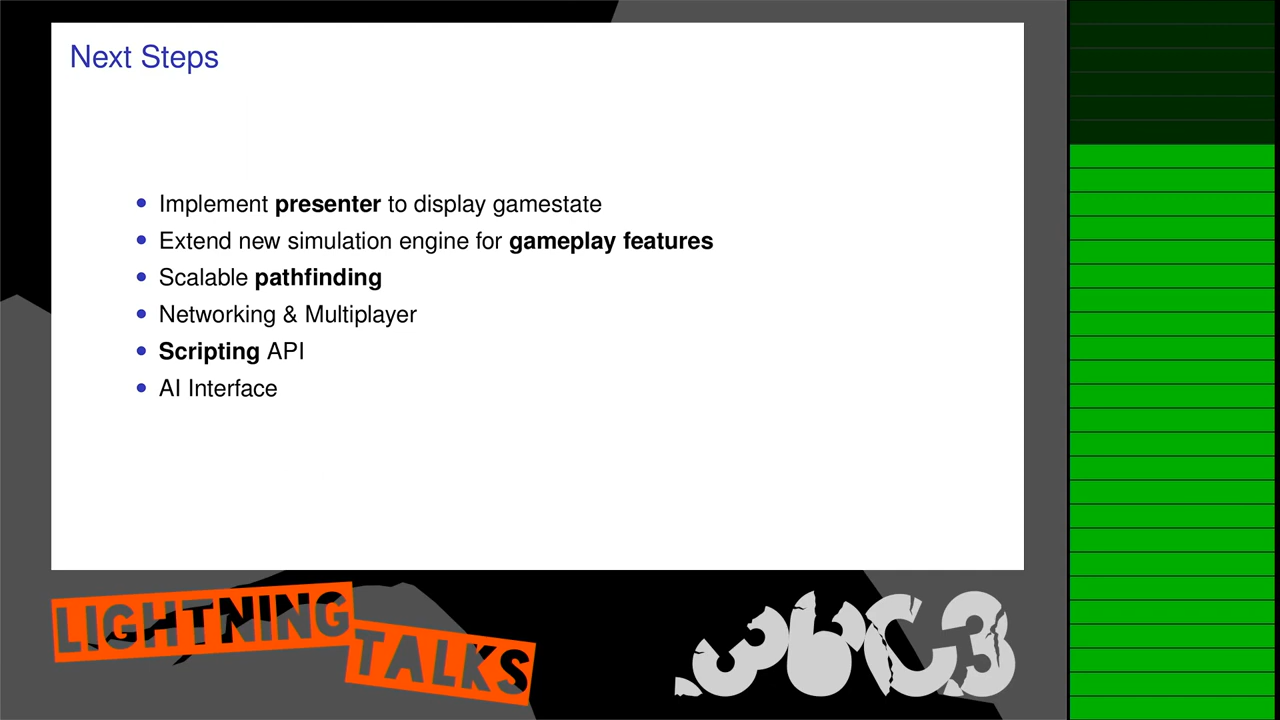 Next Steps
Implement presenter to display gamestate
Extend new simulation engine for gameplay features
Scalable pathfinding
Networking & Multiplayer
Scripting API
AI Interface
LIGHTNING
TALKS
36C3